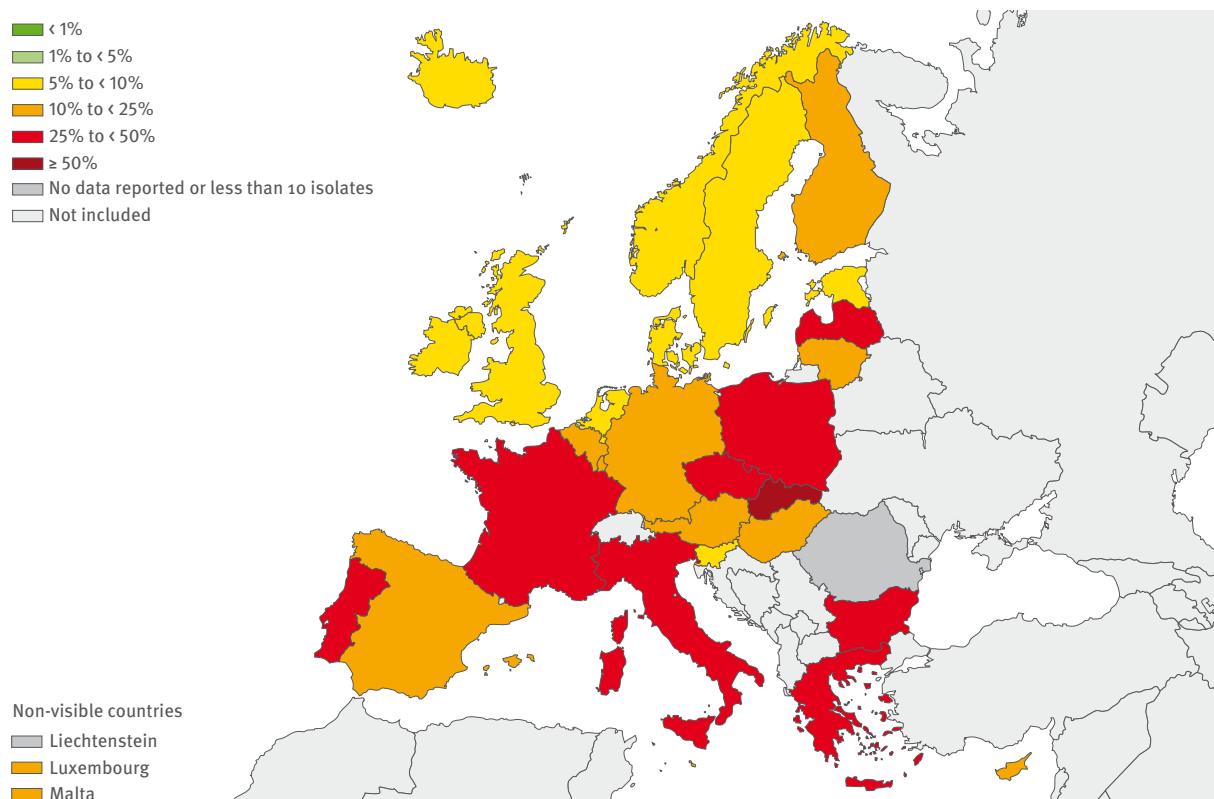 < 1%
1% to < 5%
5% to < 10%
10% to < 25%
25% to < 50%
≥ 50%
No data reported or less than 10 isolates
Not included
Non-visible countries
Liechtenstein
Luxembourg
Malta